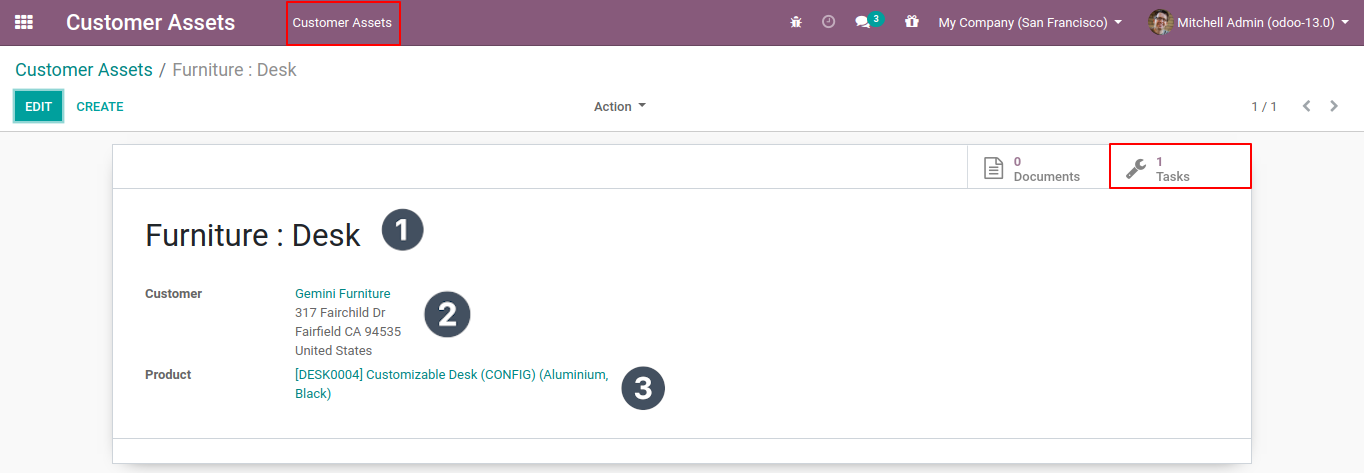 Customer Assets
Customer Assets
3
My Company (San Francisco)
Mitchell Admin (odoo-13.0)
Customer Assets / Furniture : Desk
EDIT
CREATE
Action
1 / 1
0
Documents
1
Tasks
Furniture : Desk
1
Customer
Gemini Furniture
317 Fairchild Dr
Fairfield CA 94535
United States
2
Product
[DESK0004] Customizable Desk (CONFIG) (Aluminium,
Black)
3